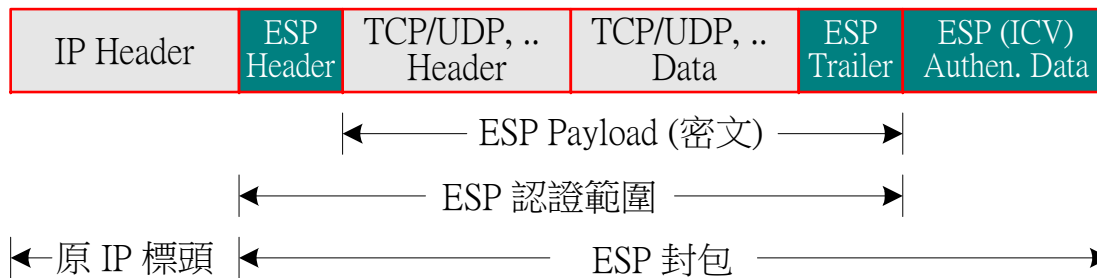 IP Header
ESP
Header
TCP/UDP, ..
Header
TCP/UDP, ..
Data
ESP
Trailer
ESP (ICV)
Authen. Data
ESP Payload (密文)
ESP 認證範圍
原 IP 標頭
ESP 封包